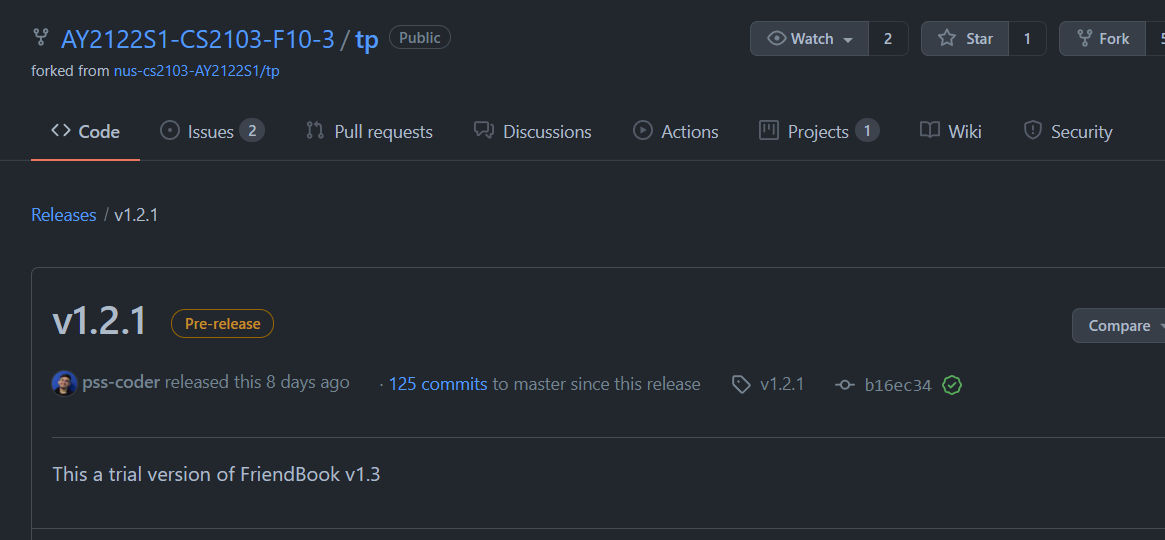 AY2122S1-CS2103-F10-3 / tp Public
Watch 2 Star 1 Fork
forked from nus-cs2103-AY2122S1/tp
Code Issues 2 Pull requests Discussions Actions Projects 1 Wiki Security
Releases / v1.2.1
v1.2.1 Pre-release
Compare
pss-coder released this 8 days ago · 125 commits to master since this release v1.2.1 b16ec34
This a trial version of FriendBook v1.3